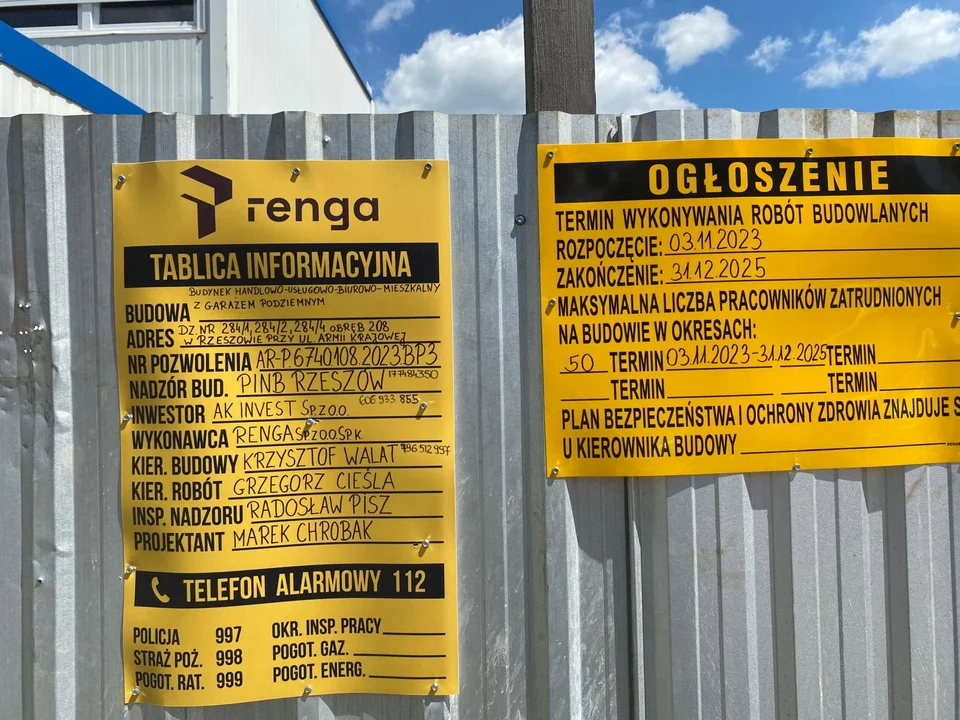 renga
TABLICA INFORMACYJNA
BUDYNEK HANDLOWO-USŁUGOWO-BIUROWO-MIESZKALNY
BUDOWA Z GARAŻEM PODZIEMNYM
ADRES DZ. NR 284/1, 284/2, 284/4 OBRĘB 208
W RZESZOWIE PRZY UL. ARMII KRAJOWEJ
NR POZWOLENIA AR-P.6740.108.2023.BP3
NADZÓR BUD. PINB RZESZÓW 177484350
INWESTOR AK INVEST SP. Z O.O. 606 933 855
WYKONAWCA RENGA SP. Z O.O SP.K.
KIER. BUDOWY KRZYSZTOF WALAT 796 512 997
KIER. ROBÓT GRZEGORZ CIEŚLA
INSP. NADZORU RADOSŁAW PISZ
PROJEKTANT MAREK CHROBAK
TELEFON ALARMOWY 112
POLICJA 997
STRAŻ POŻ. 998
POGOT. RAT. 999
OKR. INSP. PRACY
POGOT. GAZ.
POGOT. ENERG.
OGŁOSZENIE
TERMIN WYKONYWANIA ROBÓT BUDOWLANYCH
ROZPOCZĘCIE: 03.11.2023
ZAKOŃCZENIE: 31.12.2025
MAKSYMALNA LICZBA PRACOWNIKÓW ZATRUDNIONYCH
NA BUDOWIE W OKRESACH:
50 TERMIN 03.11.2023-31.12.2025 TERMIN
TERMIN TERMIN
PLAN BEZPIECZEŃSTWA I OCHRONY ZDROWIA ZNAJDUJE S
U KIEROWNIKA BUDOWY